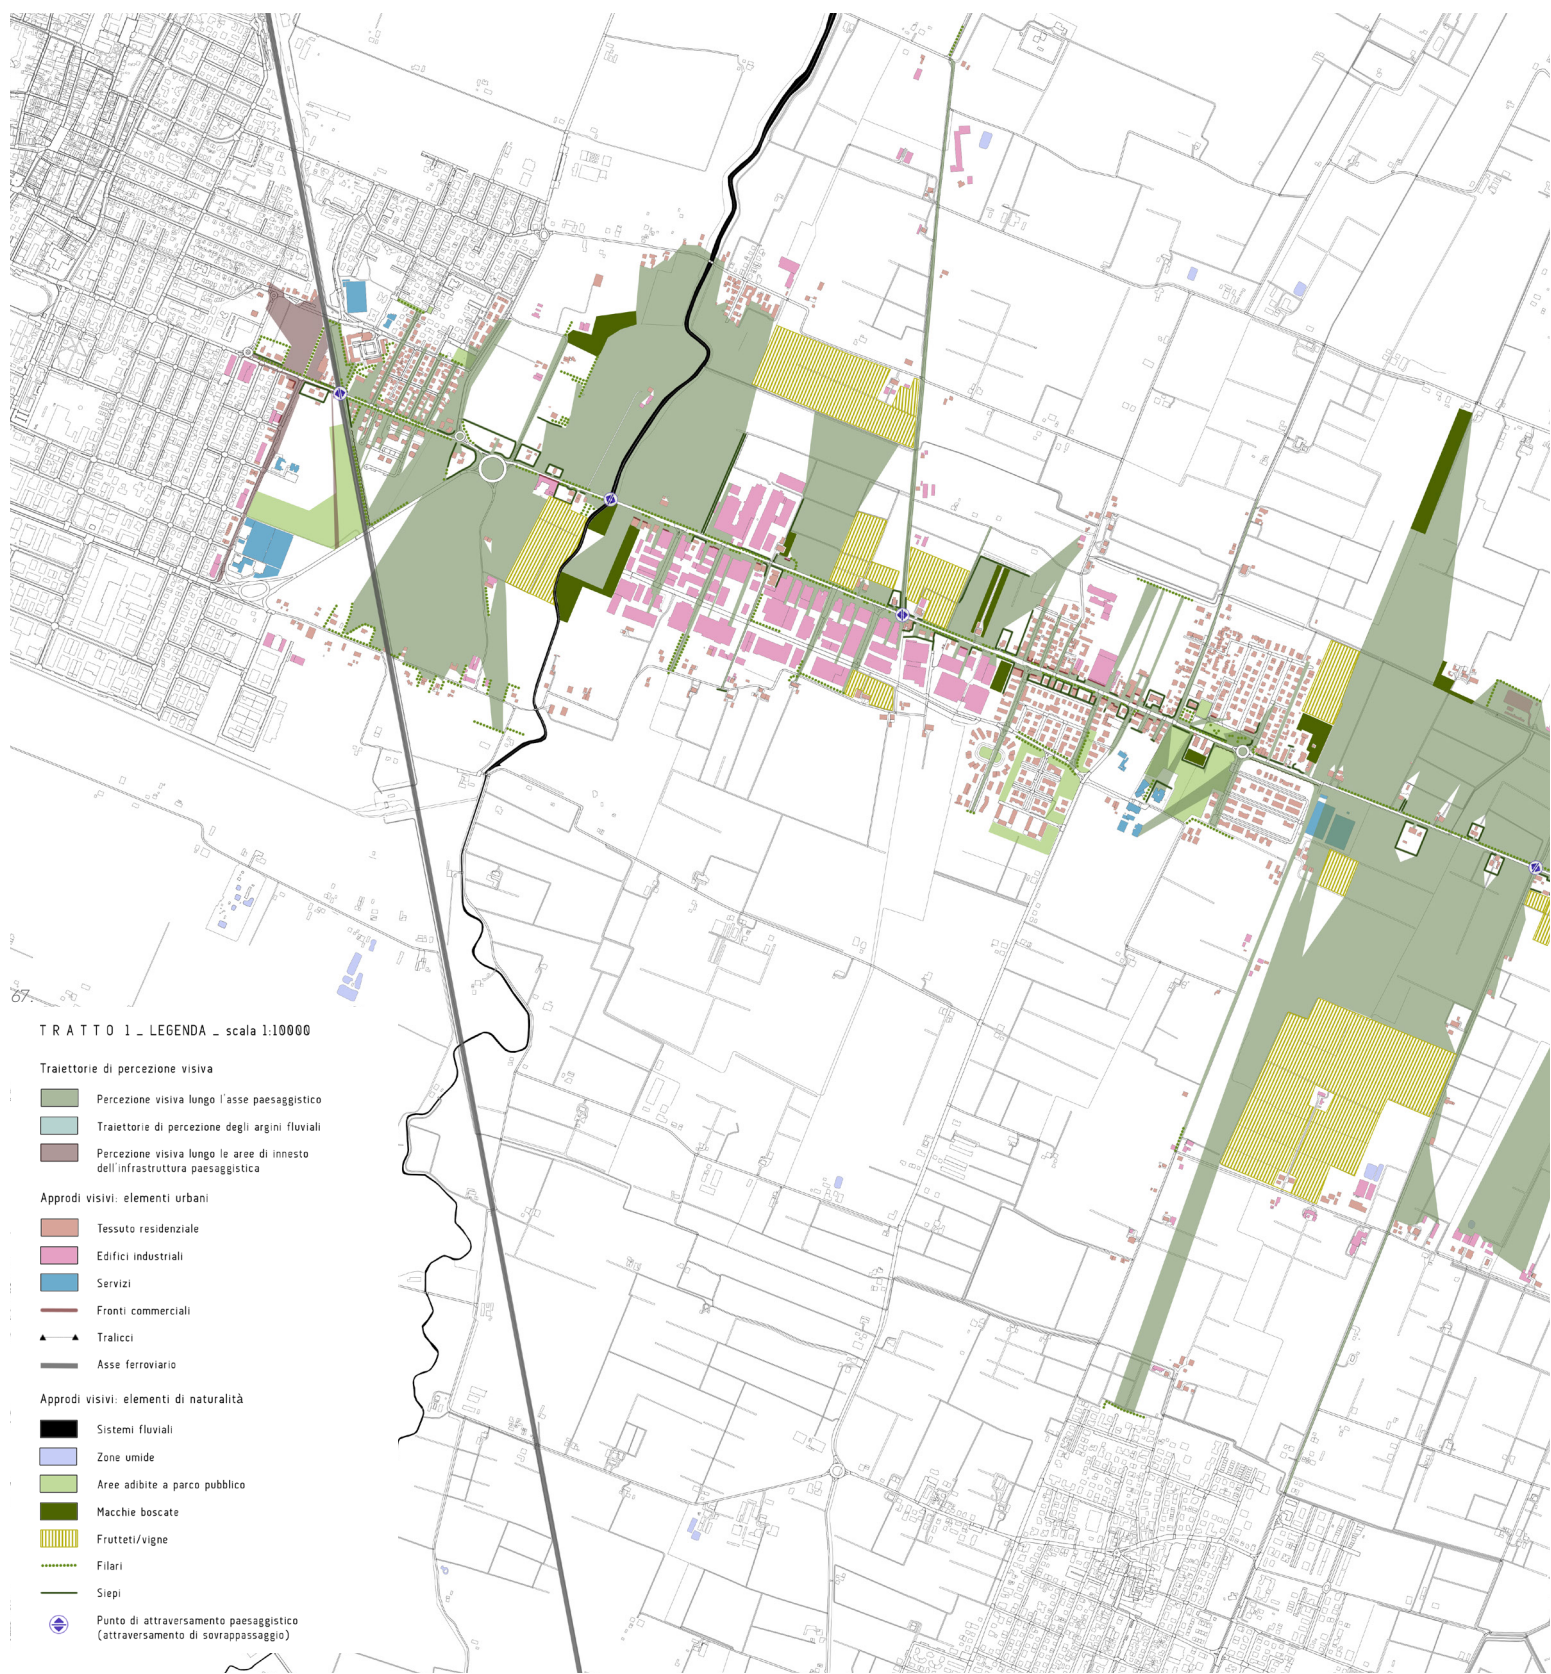 67.
TRATTO 1 _ LEGENDA _ scala 1:10000
Traiettorie di percezione visiva
Percezione visiva lungo l'asse paesaggistico
Traiettorie di percezione degli argini fluviali
Percezione visiva lungo le aree di innesto
dell'infrastruttura paesaggistica
Approdi visivi: elementi urbani
Tessuto residenziale
Edifici industriali
Servizi
Fronti commerciali
Tralicci
Asse ferroviario
Approdi visivi: elementi di naturalità
Sistemi fluviali
Zone umide
Aree adibite a parco pubblico
Macchie boscate
Frutteti/vigne
Filari
Siepi
Punto di attraversamento paesaggistico
(attraversamento di sovrappassaggio)